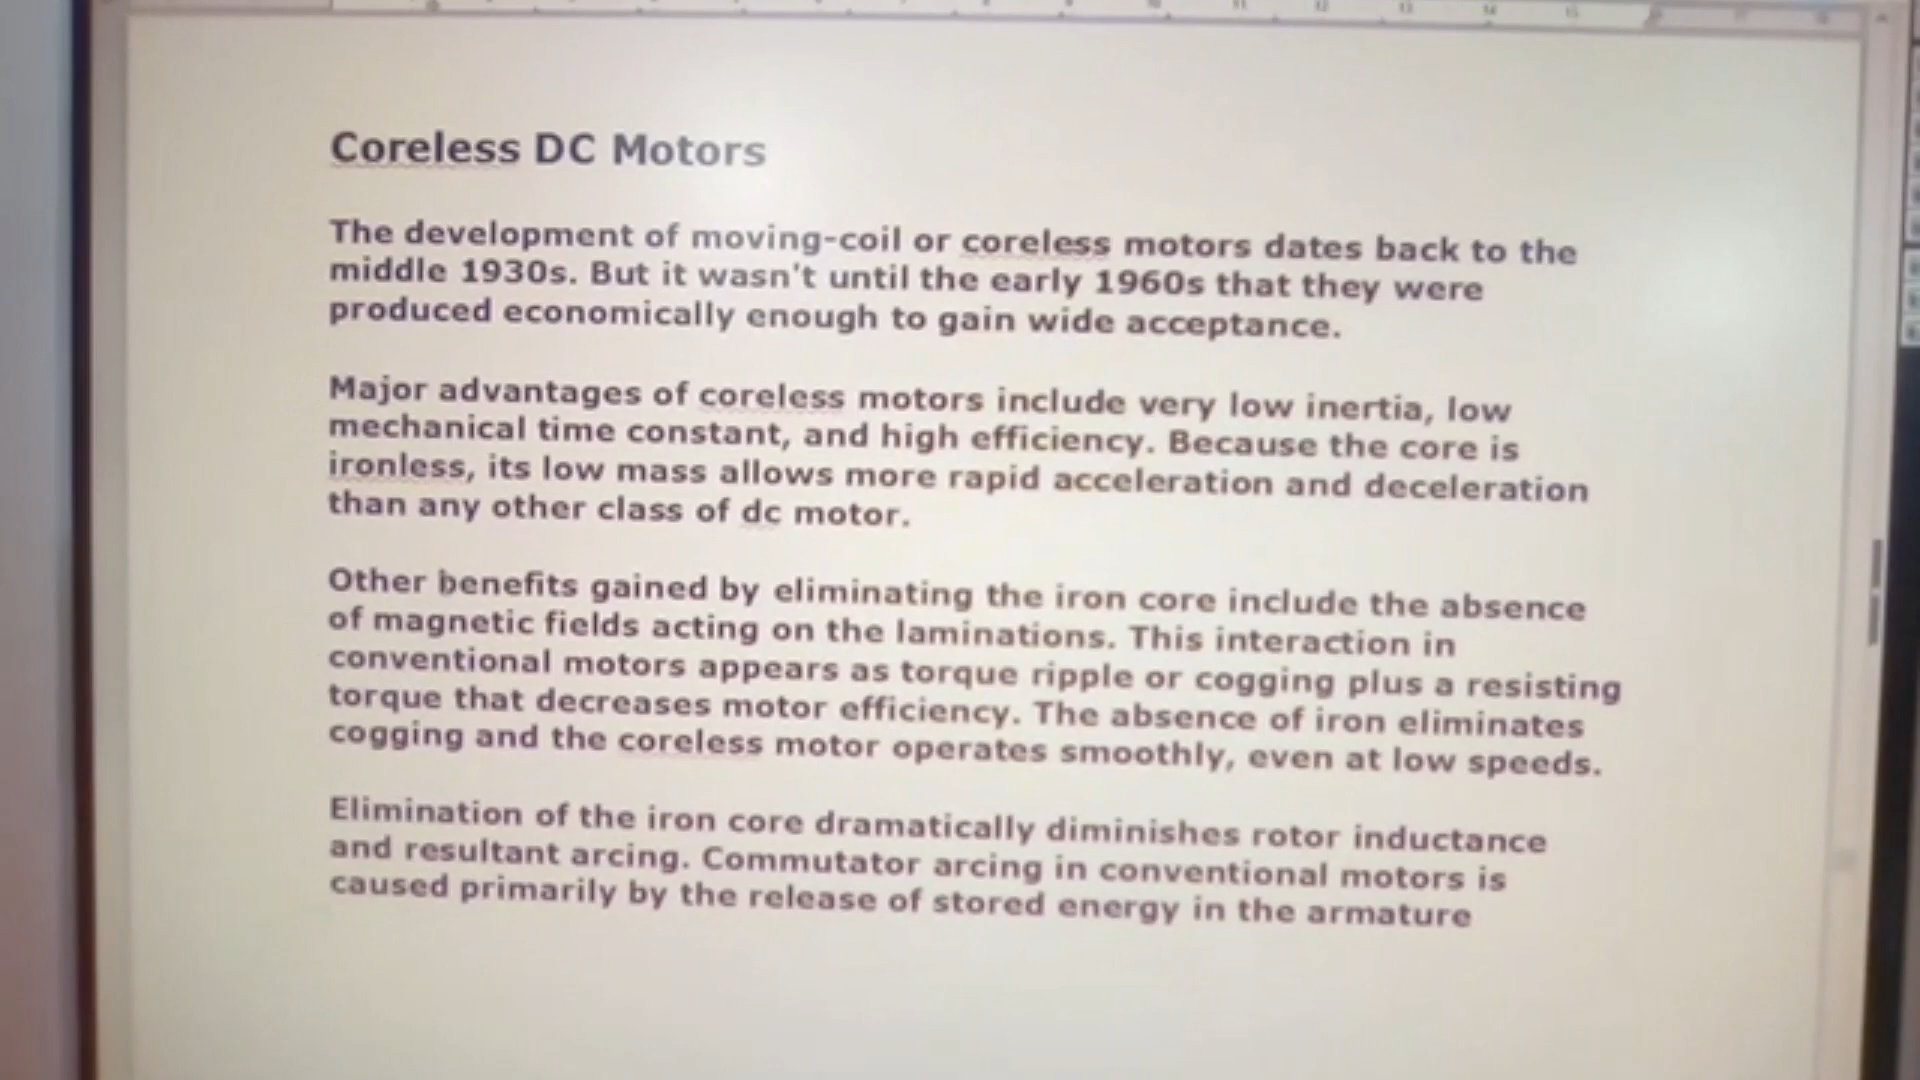 Coreless DC Motors
The development of moving-coil or coreless motors dates back to the
middle 1930s. But it wasn't until the early 1960s that they were
produced economically enough to gain wide acceptance.
Major advantages of coreless motors include very low inertia, low
mechanical time constant, and high efficiency. Because the core is
ironless, its low mass allows more rapid acceleration and deceleration
than any other class of dc motor.
Other benefits gained by eliminating the iron core include the absence
of magnetic fields acting on the laminations. This interaction in
conventional motors appears as torque ripple or cogging plus a resisting
torque that decreases motor efficiency. The absence of iron eliminates
cogging and the coreless motor operates smoothly, even at low speeds.
Elimination of the iron core dramatically diminishes rotor inductance
and resultant arcing. Commutator arcing in conventional motors is
caused primarily by the release of stored energy in the armature